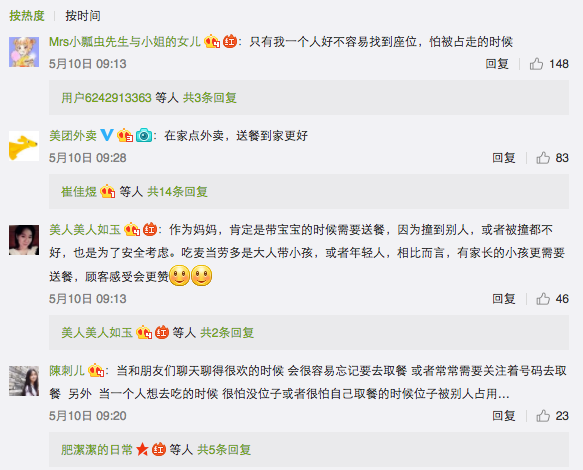 按热度 | 按时间
Mrs小瓢虫先生与小姐的女儿：只有我一个人好不容易找到座位，怕被占走的时候
5月10日 09:13 回复 148
用户6242913363 等人 共3条回复
美团外卖：在家点外卖，送餐到家更好
5月10日 09:28 回复 83
崔佳煜 等人 共14条回复
美人美人如玉：作为妈妈，肯定是带宝宝的时候需要送餐，因为撞到别人，或者被撞都不
好，也是为了安全考虑。吃麦当劳多是大人带小孩，或者年轻人，相比而言，有家长的小孩更需要
送餐，顾客感受会更赞
5月10日 09:13 回复 46
美人美人如玉 等人 共2条回复
陳刺儿：当和朋友们聊天聊得很欢的时候 会很容易忘记要去取餐 或者常常需要关注着号码去取
餐 另外 当一个人想去吃的时候 很怕没位子或者很怕自己取餐的时候位子被别人占用...
5月10日 09:20 回复 23
肥潔潔的日常 等人 共5条回复